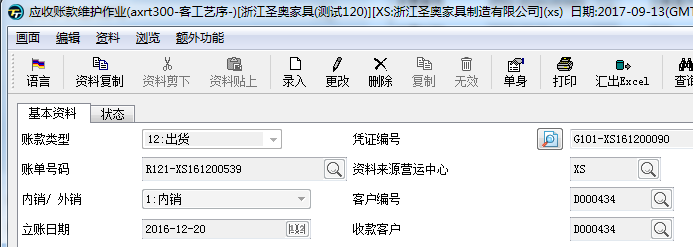 应收账款维护作业(axrt300-客工艺序-)[浙江圣奥家具(测试120)][XS:浙江圣奥家具制造有限公司](xs) 日期:2017-09-13(GMT
画面 编辑 资料 浏览 额外功能
语言 资料复制 资料剪下 资料贴上 录入 更改 删除 复制 无效 单身 打印 汇出Excel 查询
基本资料 状态
账款类型 12:出货 凭证编号 G101-XS161200090
账单号码 R121-XS161200539 资料来源营运中心 XS
内销/ 外销 1:内销 客户编号 D000434
立账日期 2016-12-20 收款客户 D000434